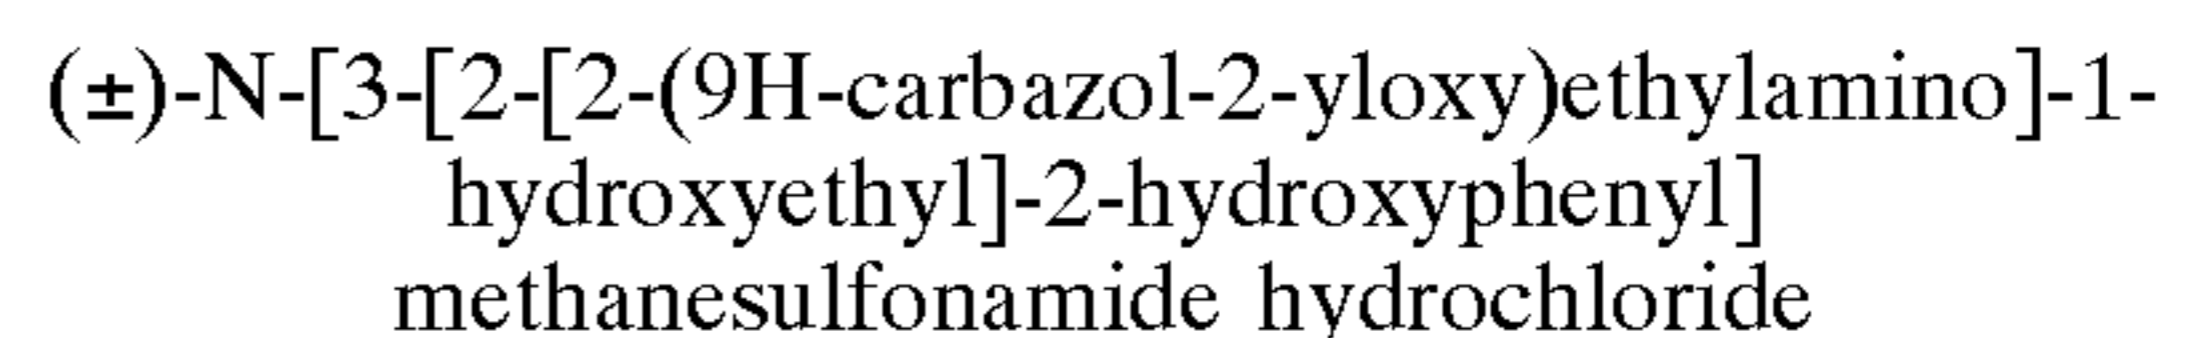 (±)-N-[3-[2-[2-(9H-carbazol-2-yloxy)ethylamino]-1-
hydroxyethyl]-2-hydroxyphenyl]
methanesulfonamide hydrochloride